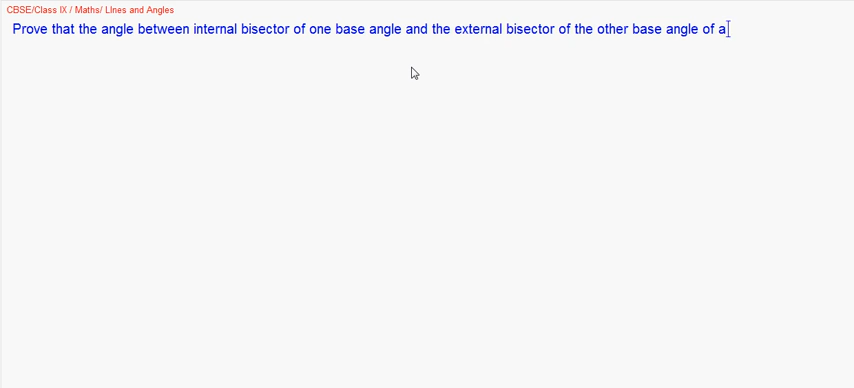 CBSE/Class IX / Maths/ LInes and Angles
Prove that the angle between internal bisector of one base angle and the external bisector of the other base angle of a